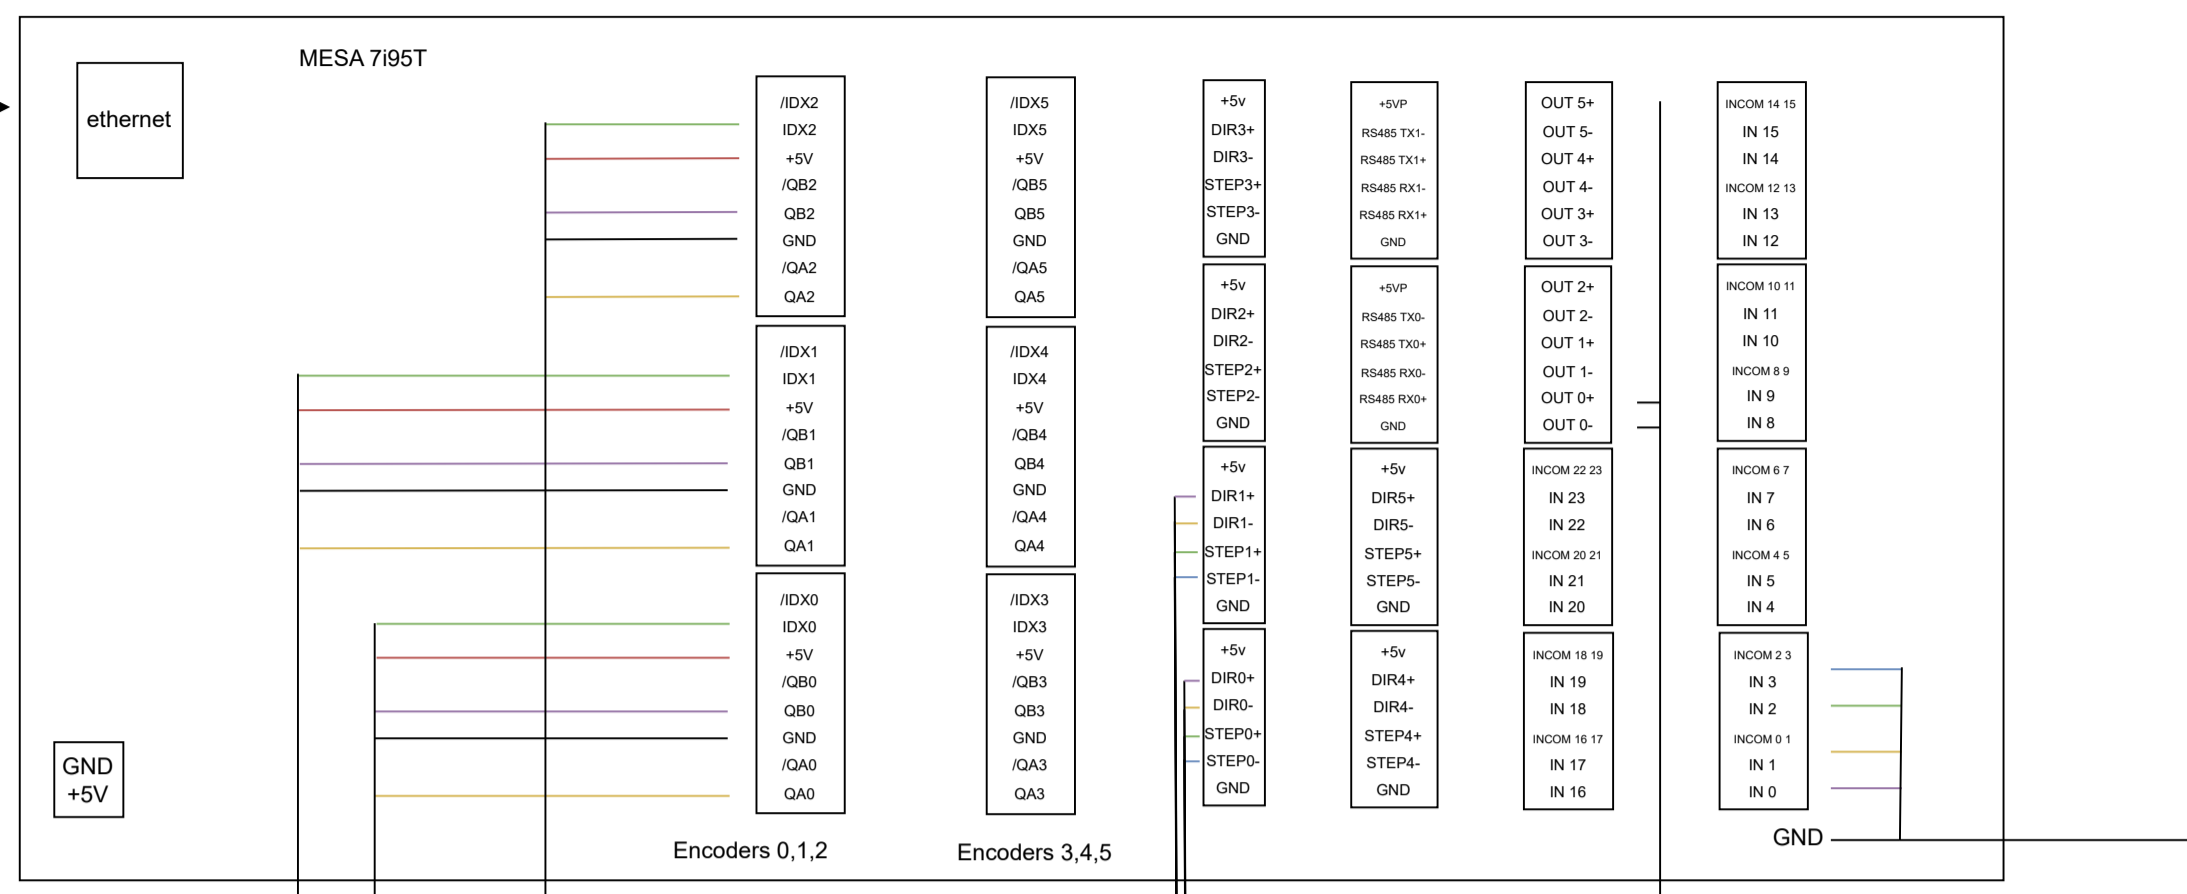 MESA 7i95T
ethernet
GND
+5V
/IDX2
IDX2
+5V
/QB2
QB2
GND
/QA2
QA2
/IDX1
IDX1
+5V
/QB1
QB1
GND
/QA1
QA1
/IDX0
IDX0
+5V
/QB0
QB0
GND
/QA0
QA0
Encoders 0,1,2
/IDX5
IDX5
+5V
/QB5
QB5
GND
/QA5
QA5
/IDX4
IDX4
+5V
/QB4
QB4
GND
/QA4
QA4
/IDX3
IDX3
+5V
/QB3
QB3
GND
/QA3
QA3
Encoders 3,4,5
+5v
DIR3+
DIR3-
STEP3+
STEP3-
GND
+5v
DIR2+
DIR2-
STEP2+
STEP2-
GND
+5v
DIR1+
DIR1-
STEP1+
STEP1-
GND
+5v
DIR0+
DIR0-
STEP0+
STEP0-
GND
+5VP
RS485 TX1-
RS485 TX1+
RS485 RX1-
RS485 RX1+
GND
+5VP
RS485 TX0-
RS485 TX0+
RS485 RX0-
RS485 RX0+
GND
+5v
DIR5+
DIR5-
STEP5+
STEP5-
GND
+5v
DIR4+
DIR4-
STEP4+
STEP4-
GND
OUT 5+
OUT 5-
OUT 4+
OUT 4-
OUT 3+
OUT 3-
OUT 2+
OUT 2-
OUT 1+
OUT 1-
OUT 0+
OUT 0-
INCOM 22 23
IN 23
IN 22
INCOM 20 21
IN 21
IN 20
INCOM 18 19
IN 19
IN 18
INCOM 16 17
IN 17
IN 16
INCOM 14 15
IN 15
IN 14
INCOM 12 13
IN 13
IN 12
INCOM 10 11
IN 11
IN 10
INCOM 8 9
IN 9
IN 8
INCOM 6 7
IN 7
IN 6
INCOM 4 5
IN 5
IN 4
INCOM 2 3
IN 3
IN 2
INCOM 0 1
IN 1
IN 0
GND